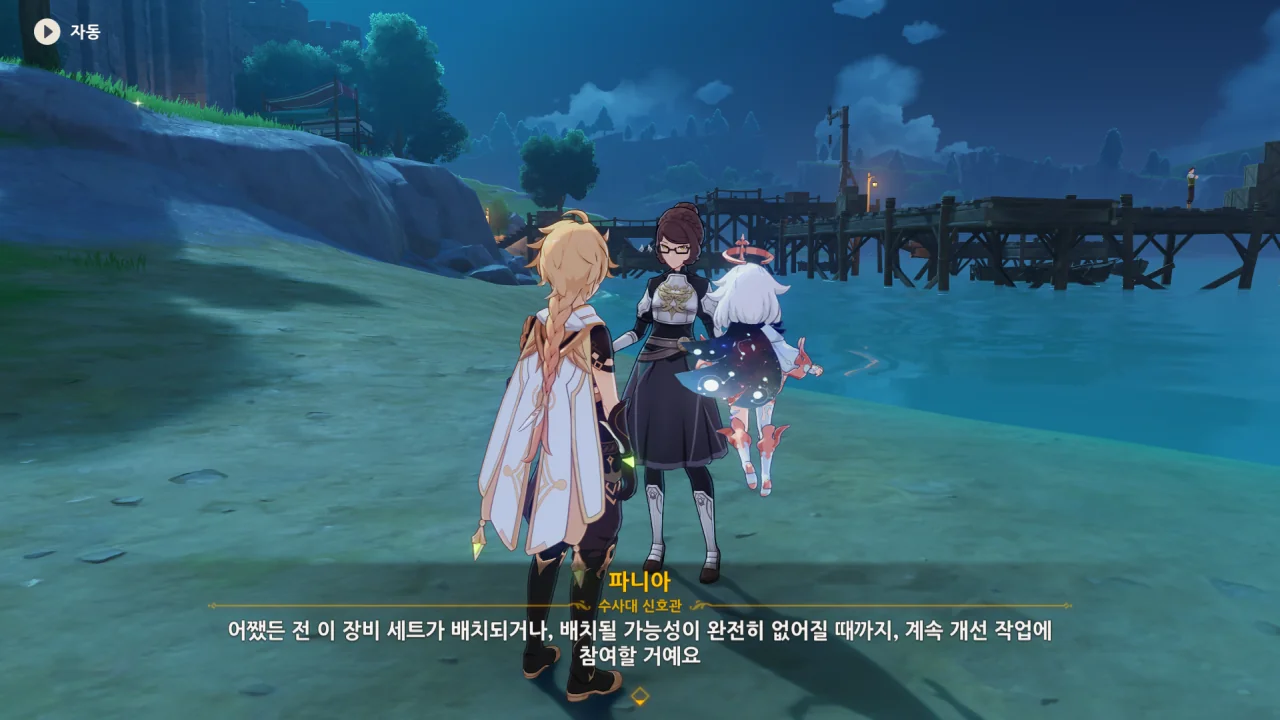 자동
파니아
수사대 신호관
어쨌든 전 이 장비 세트가 배치되거나, 배치될 가능성이 완전히 없어질 때까지, 계속 개선 작업에
참여할 거예요